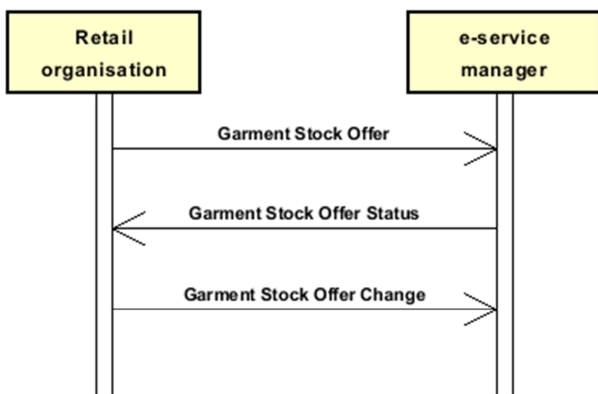 Retail
organisation
e-service
manager
Garment Stock Offer
Garment Stock Offer Status
Garment Stock Offer Change